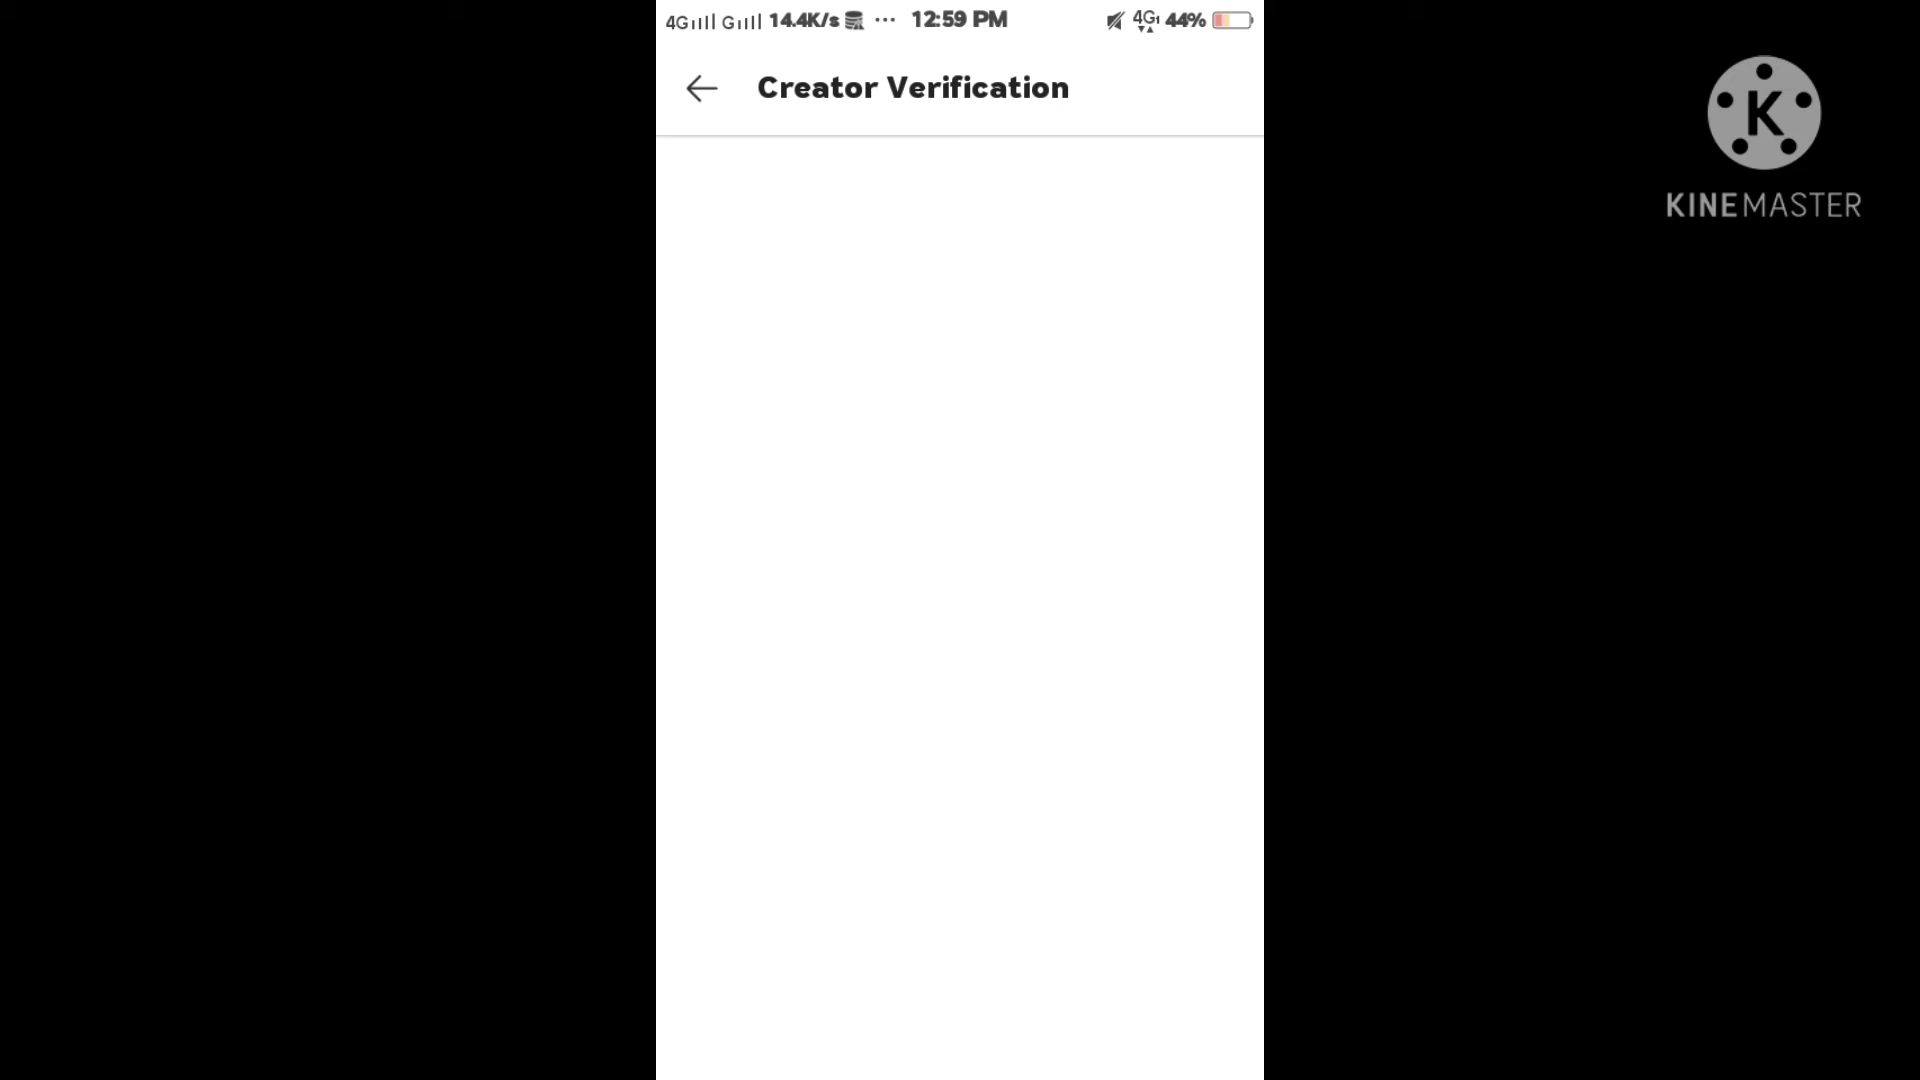 4G G 14.4K/s ... 12:59 PM 4G 44%
Creator Verification
K
KINEMASTER